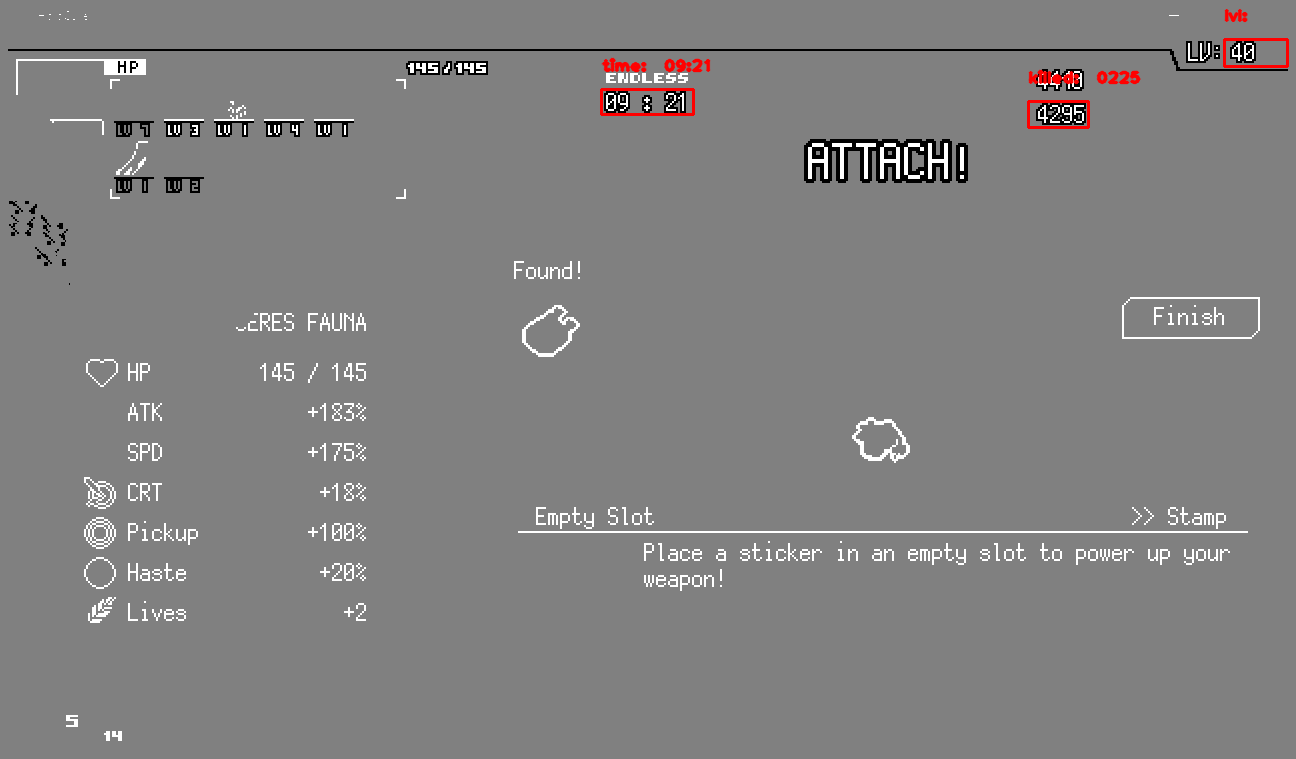 lvl:
LV: 40
HP
145/145
time: 09:21
ENDLESS
09 : 21
killed: 0225
4295
LV 7 LV 3 LV 1 LV 4 LV 1
LV 1 LV 2
ATTACH!
Found!
Finish
CERES FAUNA
HP 145 / 145
ATK +183%
SPD +175%
CRT +18%
Pickup +100%
Haste +20%
Lives +2
Empty Slot >> Stamp
Place a sticker in an empty slot to power up your
weapon!
5
14